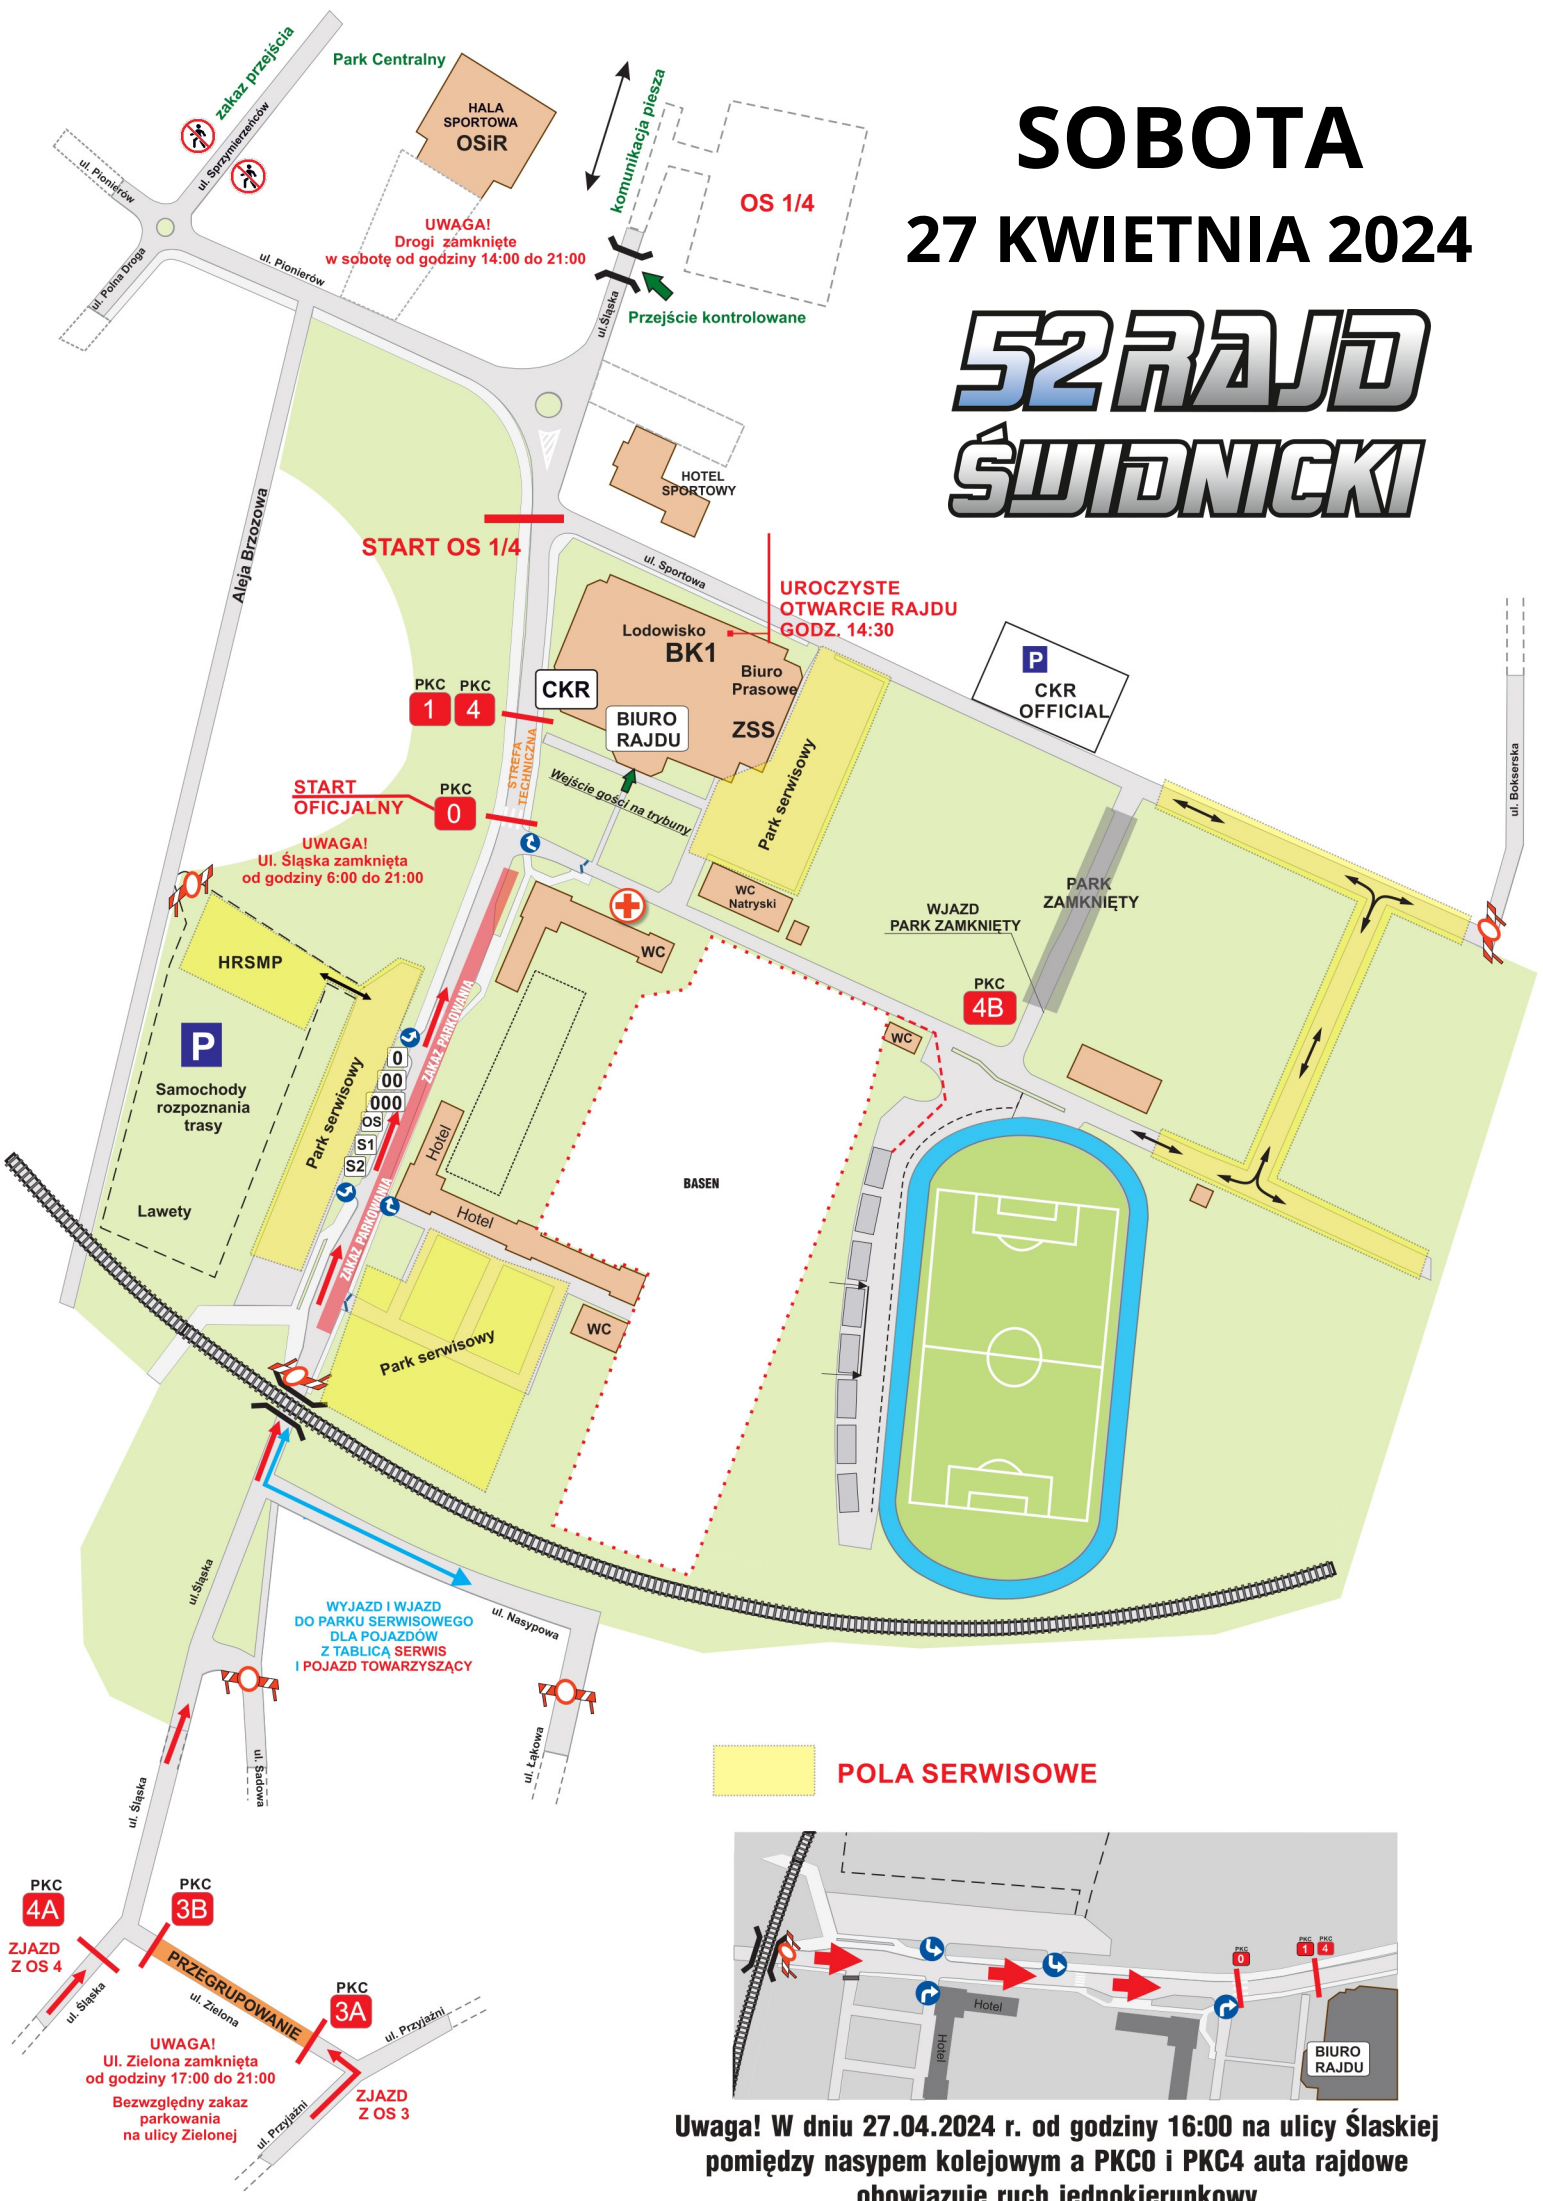 SOBOTA
27 KWIETNIA 2024
52 RAJD
ŚWIDNICKI
zakaz przejścia
Park Centralny
HALA
SPORTOWA
OSiR
komunikacja piesza
OS 1/4
ul. Pionierów
ul. Sprzymierzeńców
ul. Polna Droga
ul. Pionierów
UWAGA!
Drogi zamknięte
w sobotę od godziny 14:00 do 21:00
ul.Śląska
Przejście kontrolowane
HOTEL
SPORTOWY
Aleja Brzozowa
START OS 1/4
ul. Sportowa
UROCZYSTE
OTWARCIE RAJDU
GODZ. 14:30
Lodowisko
BK1
Biuro
Prasowe
ZSS
CKR
BIURO
RAJDU
P
CKR
OFFICIAL
ul. Bokserska
PKC
1
PKC
4
STREFA
TECHNICZNA
Wejście gości na trybuny
Park serwisowy
START
OFICJALNY
PKC
0
UWAGA!
Ul. Śląska zamknięta
od godziny 6:00 do 21:00
WC
Natryski
WC
PARK
ZAMKNIĘTY
WJAZD
PARK ZAMKNIĘTY
PKC
4B
HRSMP
P
Samochody
rozpoznania
trasy
Lawety
Park serwisowy
0
00
000
OS
S1
S2
ZAKAZ PARKOWANIA
ZAKAZ PARKOWANIA
Hotel
Hotel
WC
BASEN
WC
Park serwisowy
ul.Śląska
WYJAZD I WJAZD
DO PARKU SERWISOWEGO
DLA POJAZDÓW
Z TABLICĄ SERWIS
I POJAZD TOWARZYSZĄCY
ul. Nasypowa
ul. Łąkowa
ul. Sadowa
ul. Śląska
POLA SERWISOWE
PKC
4A
PKC
3B
ZJAZD
Z OS 4
ul. Śląska
PRZEGRUPOWANIE
ul. Zielona
PKC
3A
ul. Przyjaźni
UWAGA!
Ul. Zielona zamknięta
od godziny 17:00 do 21:00
Bezwzględny zakaz
parkowania
na ulicy Zielonej
ZJAZD
Z OS 3
ul. Przyjaźni
PKC
0
PKC
1
PKC
4
Hotel
Hotel
BIURO
RAJDU
Uwaga! W dniu 27.04.2024 r. od godziny 16:00 na ulicy Ślaskiej
pomiędzy nasypem kolejowym a PKC0 i PKC4 auta rajdowe
obowiązuje ruch jednokierunkowy